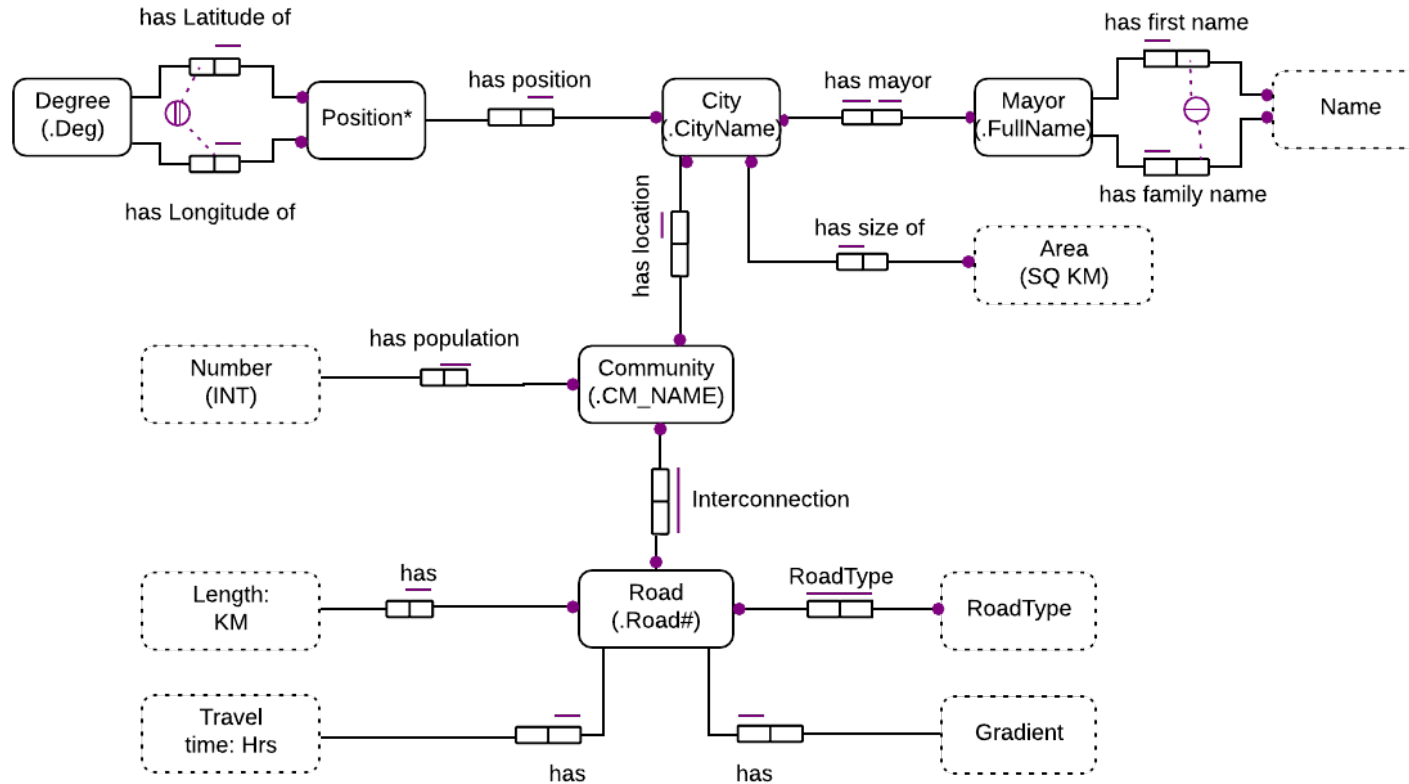 has Latitude of
has first name
has position
has mayor
Degree
(.Deg)
Position*
City
(.CityName)
Mayor
(.FullName)
Name
has Longitude of
has family name
has location
has size of
Area
(SQ KM)
has population
Number
(INT)
Community
(.CM_NAME)
Interconnection
has
RoadType
Length:
KM
Road
(.Road#)
RoadType
Travel
time: Hrs
Gradient
has
has